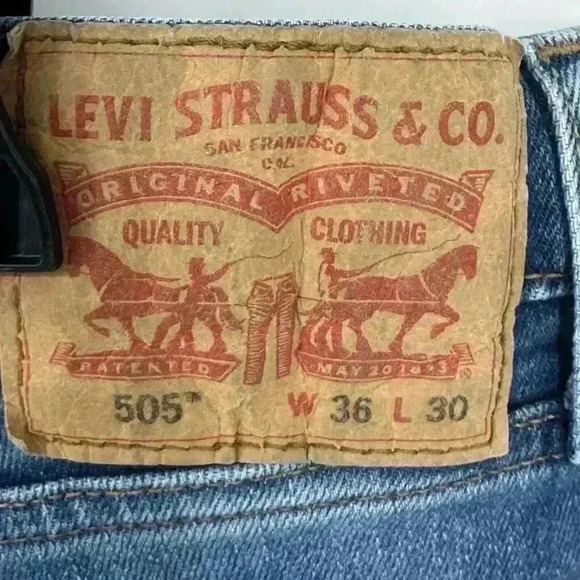 LEVI STRAUSS & CO.
SAN FRANCISCO
CAL.
ORIGINAL RIVETED
QUALITY CLOTHING
PATENTED MAY 20 1873 ®
505™ W 36 L 30